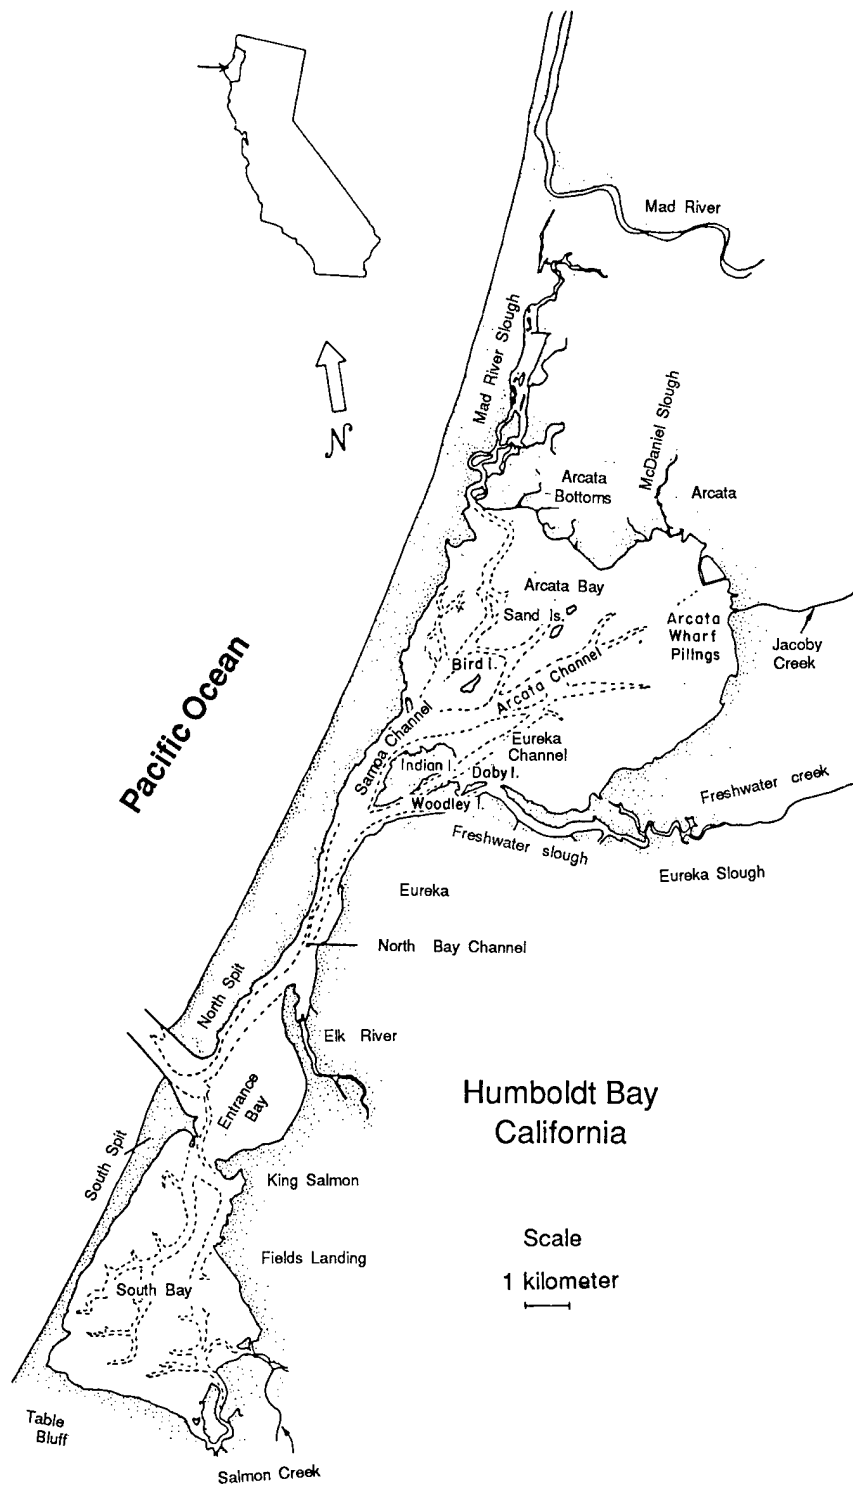 Mad River
N
Mad River Slough
McDaniel Slough
Arcata
Bottoms
Arcata
Arcata Bay
Sand Is.
Arcata
Wharf
Pilings
Jacoby
Creek
Bird I.
Arcata Channel
Pacific Ocean
Samoa Channel
Eureka
Channel
Indian I.
Daby I.
Woodley I.
Freshwater creek
Freshwater slough
Eureka Slough
Eureka
North Bay Channel
North Spit
Elk River
Entrance
Bay
Humboldt Bay
California
South Spit
King Salmon
Fields Landing
Scale
1 kilometer
South Bay
Table
Bluff
Salmon Creek